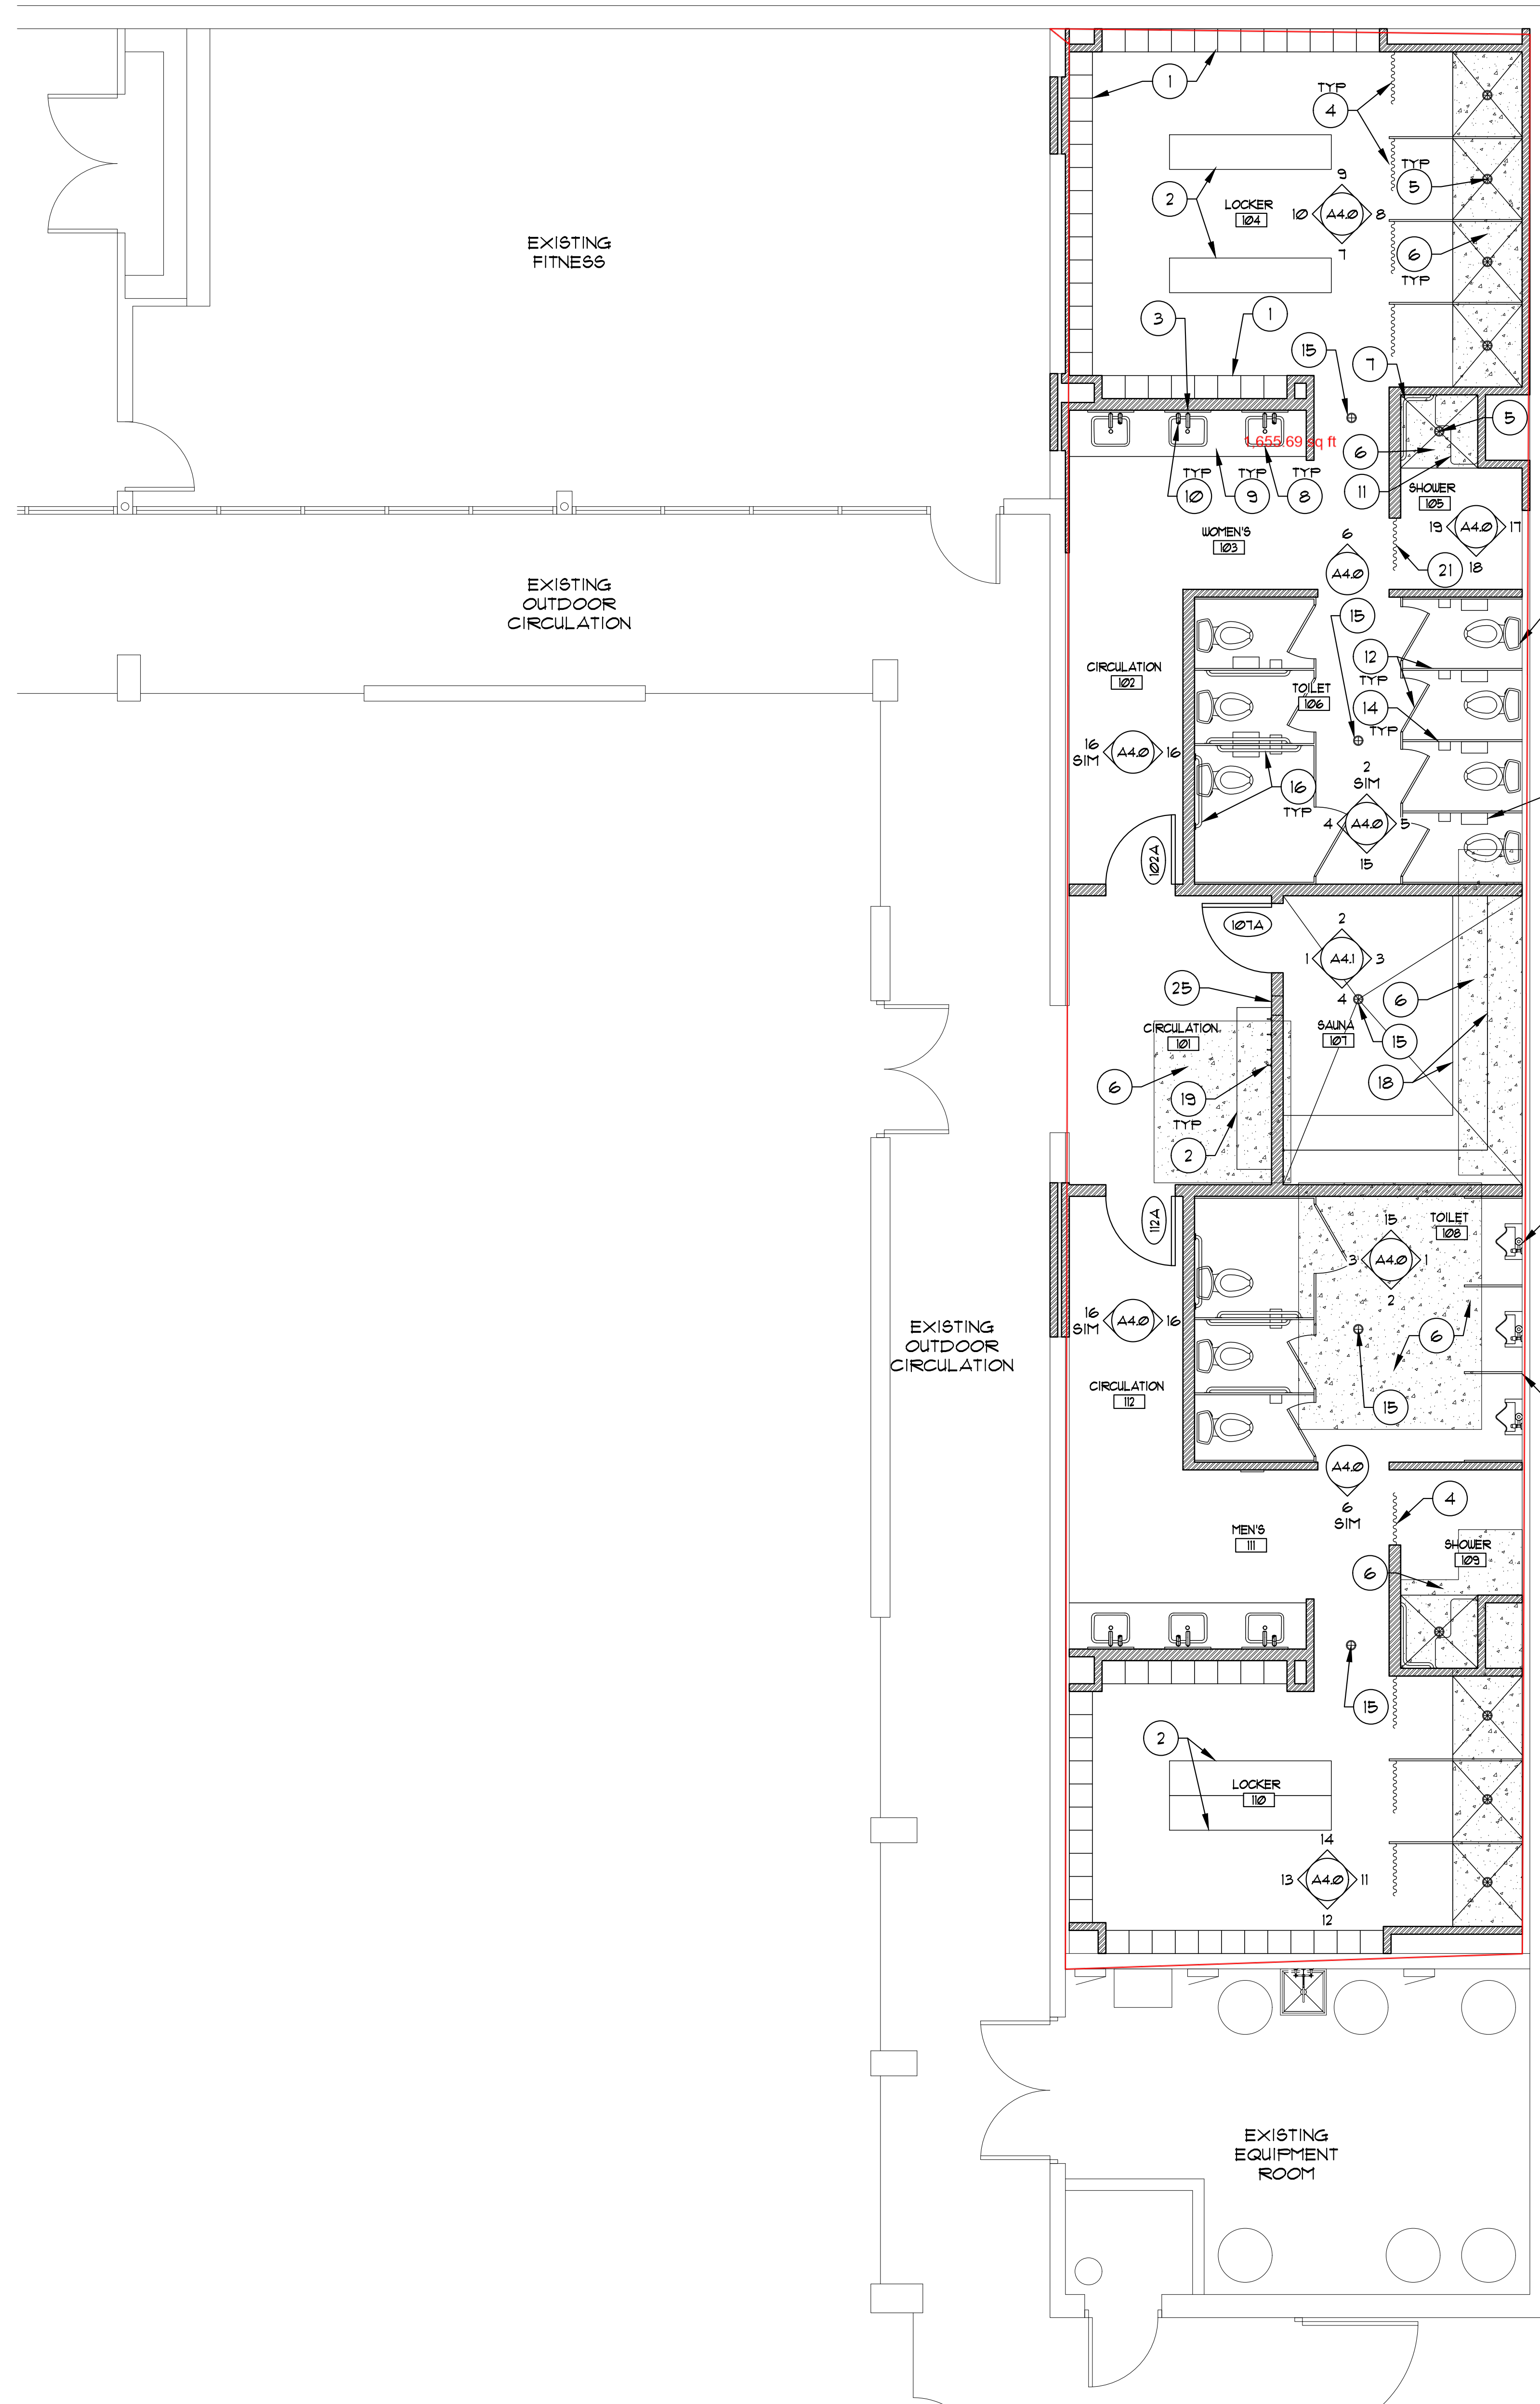 1
TYP
4
TYP
5
2
9
LOCKER
104
10
A4.0
8
7
6
TYP
EXISTING
FITNESS
3
1
15
7
5
1,655.69 sq ft
6
TYP
10
TYP
9
TYP
8
11
SHOWER
105
19
A4.0
17
18
WOMEN'S
103
6
A4.0
21
EXISTING
OUTDOOR
CIRCULATION
15
12
TYP
CIRCULATION
102
TOILET
106
14
TYP
16
SIM
A4.0
16
16
TYP
2
SIM
4
A4.0
5
15
102A
107A
2
1
A4.1
3
4
25
6
CIRCULATION
101
SAUNA
107
15
6
19
TYP
18
2
112A
TOILET
108
15
3
A4.0
1
2
16
SIM
A4.0
16
EXISTING
OUTDOOR
CIRCULATION
6
CIRCULATION
112
15
A4.0
6
SIM
4
MEN'S
111
SHOWER
109
6
15
2
LOCKER
110
14
13
A4.0
11
12
EXISTING
EQUIPMENT
ROOM